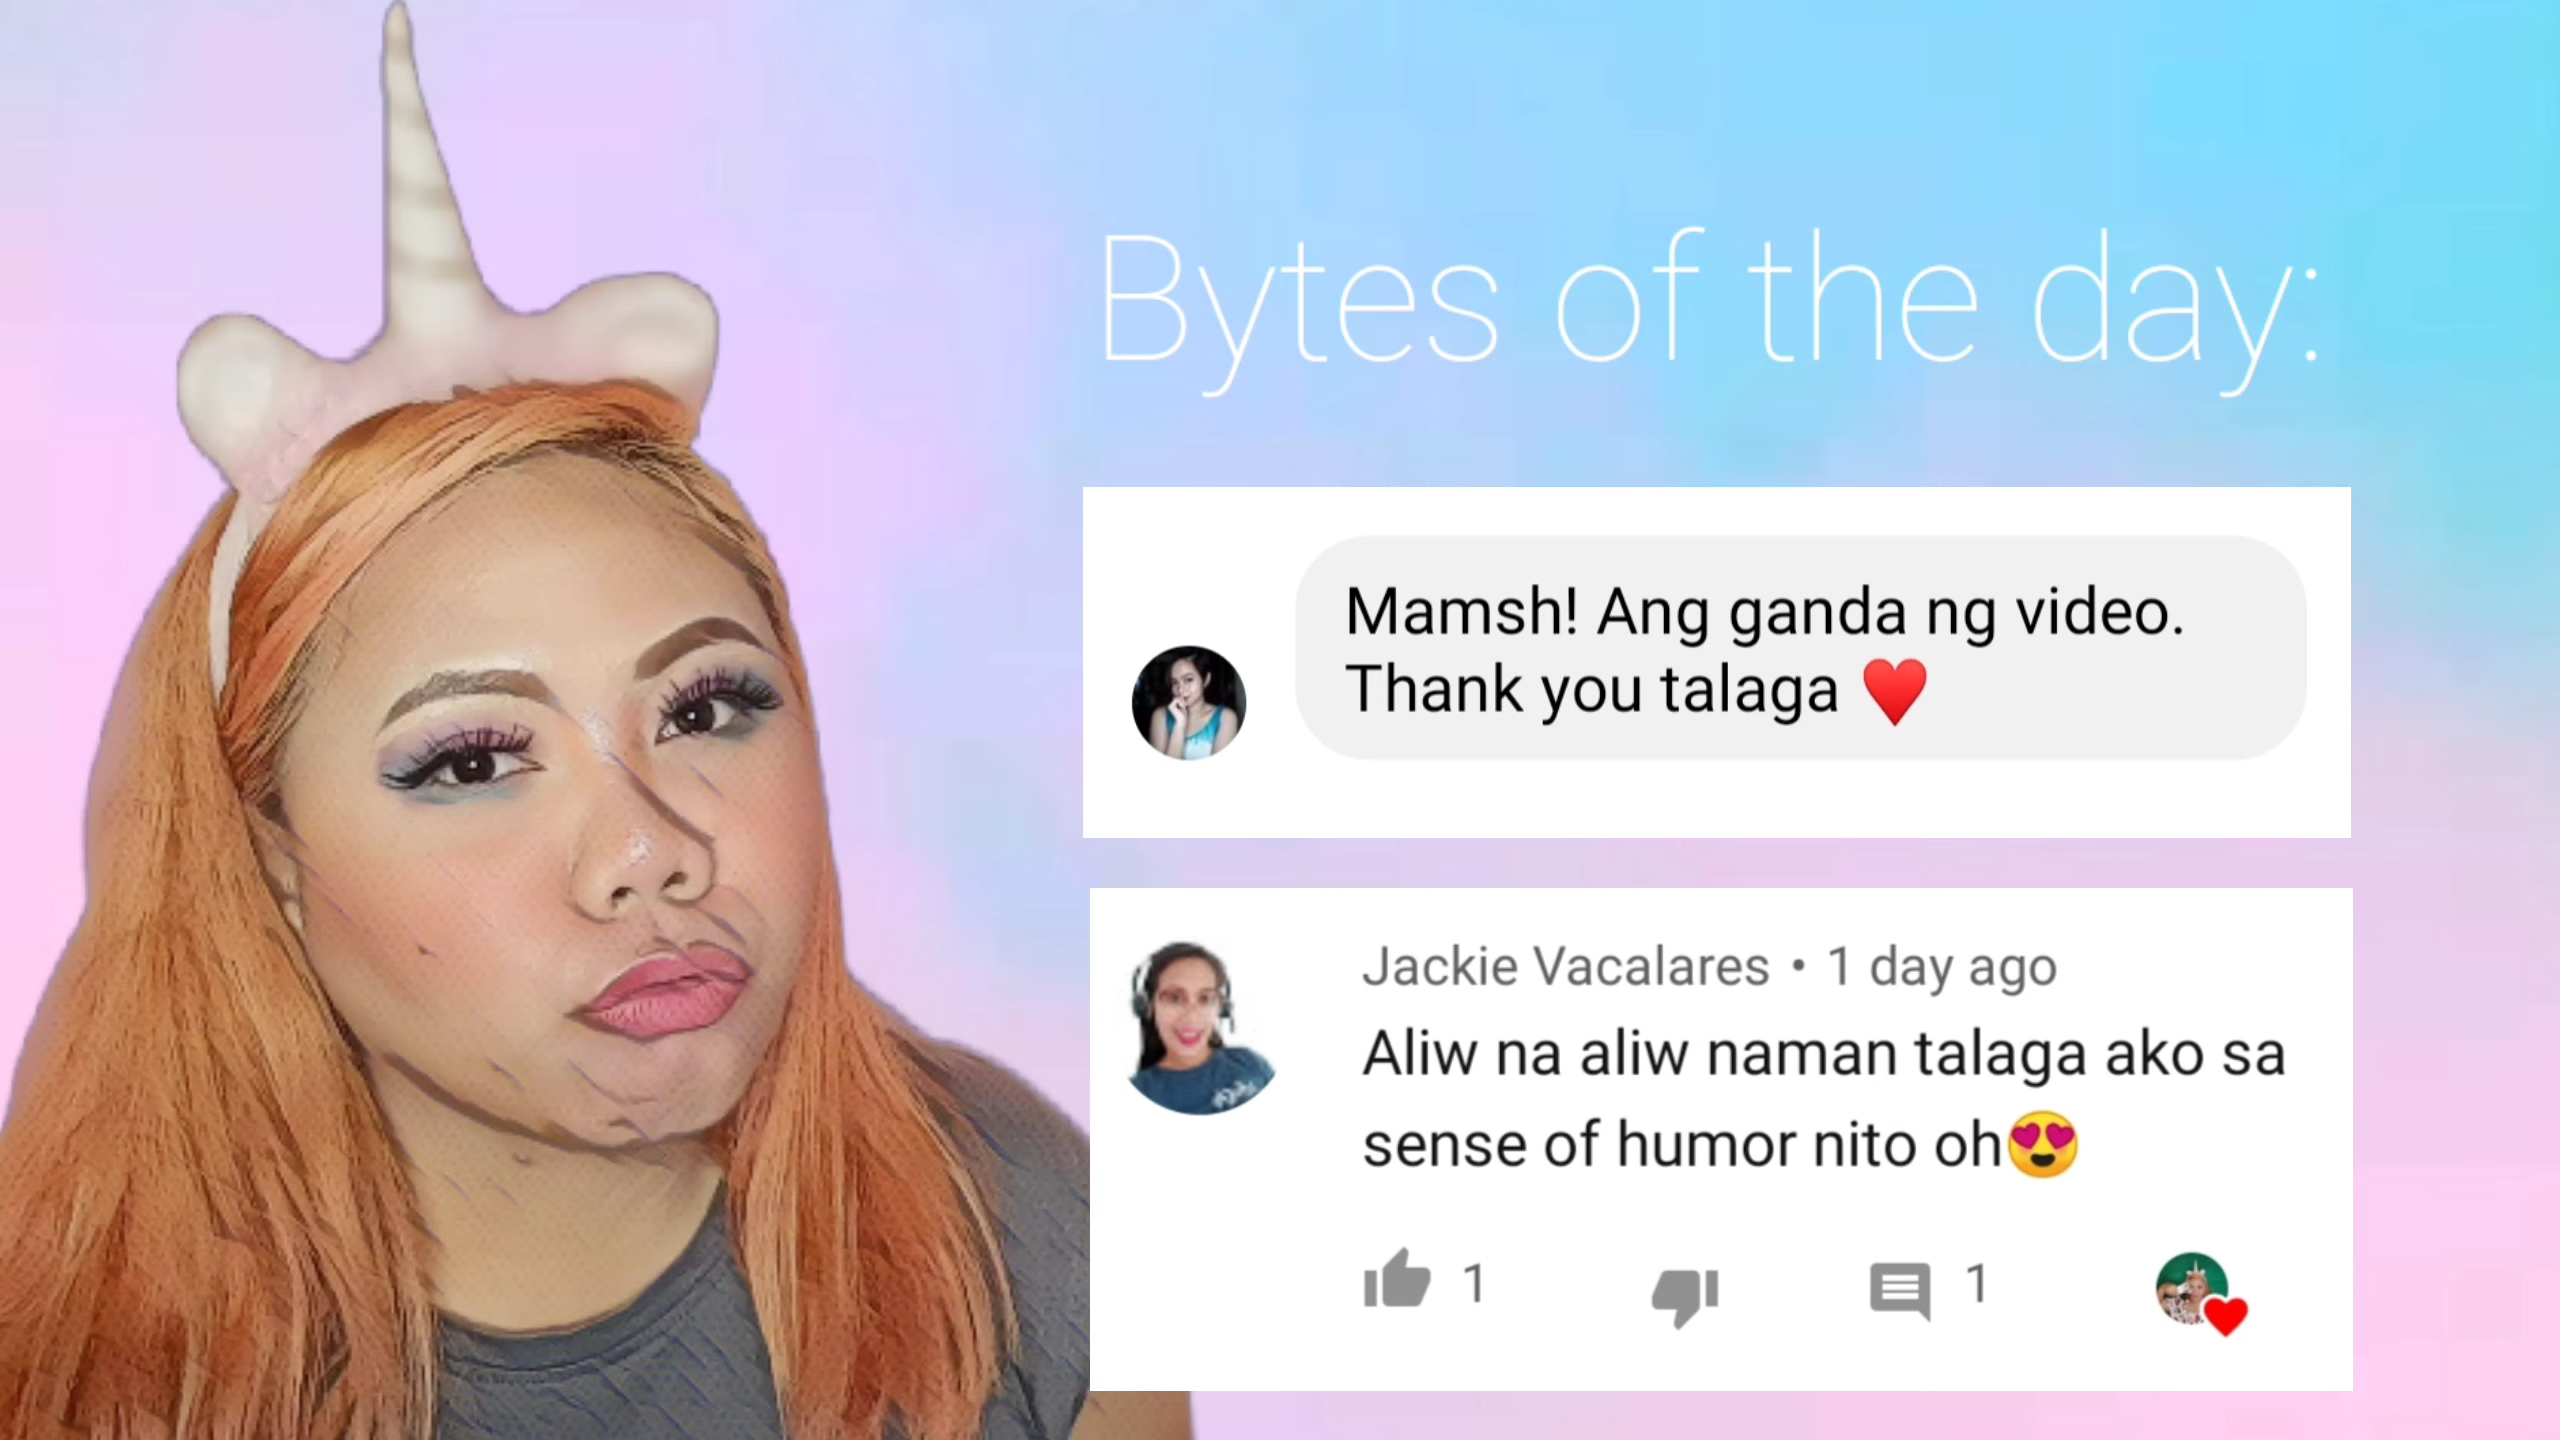 Bytes of the day:
Mamsh! Ang ganda ng video.
Thank you talaga ♥
Jackie Vacalares • 1 day ago
Aliw na aliw naman talaga ako sa
sense of humor nito oh😍
1
1